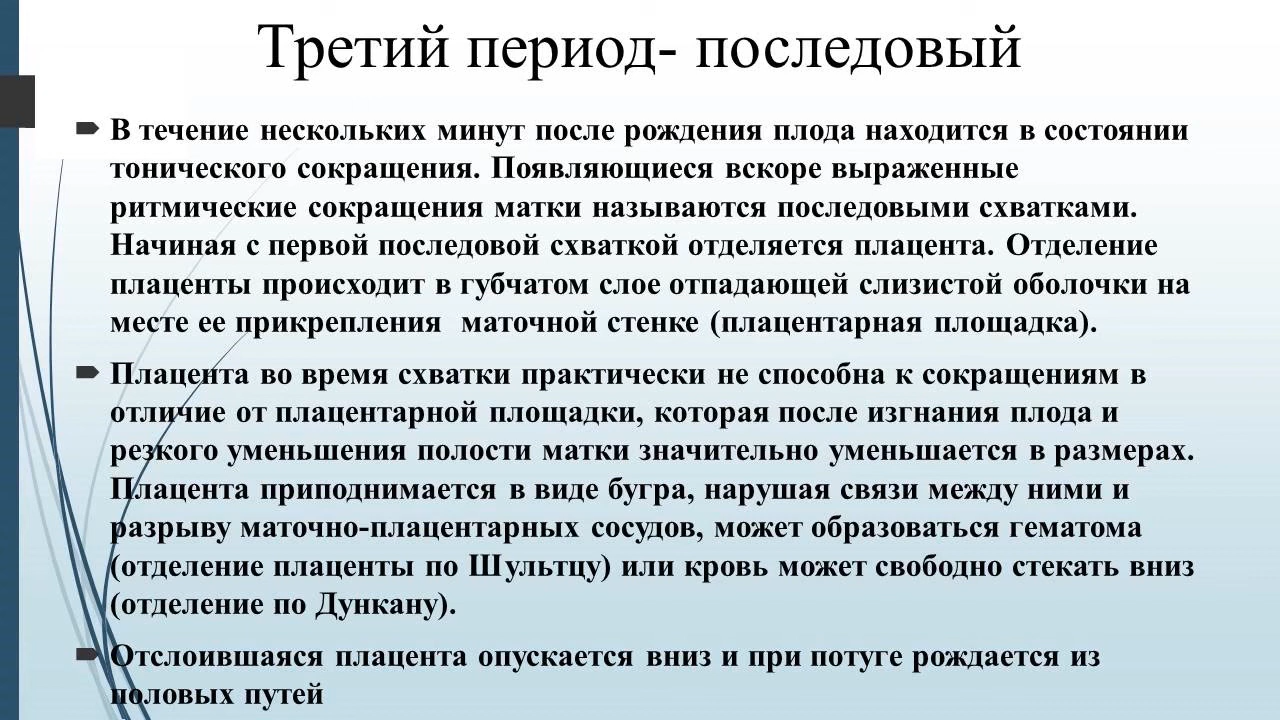 Третий период- последовый
В течение нескольких минут после рождения плода находится в состоянии
тонического сокращения. Появляющиеся вскоре выраженные
ритмические сокращения матки называются последовыми схватками.
Начиная с первой последовой схваткой отделяется плацента. Отделение
плаценты происходит в губчатом слое отпадающей слизистой оболочки на
месте ее прикрепления маточной стенке (плацентарная площадка).
Плацента во время схватки практически не способна к сокращениям в
отличие от плацентарной площадки, которая после изгнания плода и
резкого уменьшения полости матки значительно уменьшается в размерах.
Плацента приподнимается в виде бугра, нарушая связи между ними и
разрыву маточно-плацентарных сосудов, может образоваться гематома
(отделение плаценты по Шультцу) или кровь может свободно стекать вниз
(отделение по Дункану).
Отслоившаяся плацента опускается вниз и при потуге рождается из
половых путей